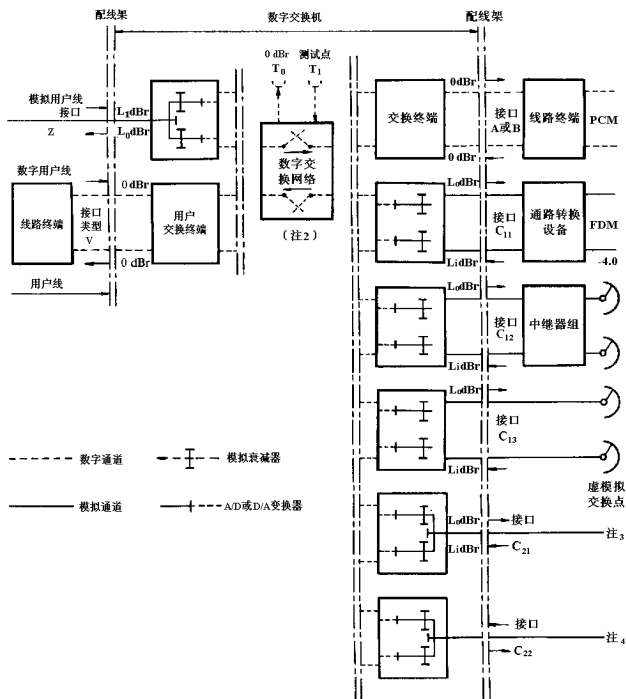 配线架
数字交换机
配线架
0 dBr
测试点
T0
T1
模拟用户线
接口
Z
L1dBr
L0dBr
数字交
换网络
(注2)
数字用户线
0 dBr
线路终端
接口
类型
V
用户
交换终端
0 dBr
用户线
0dBr
交换终端
接口
A或B
线路终端
PCM
0dBr
L0dBr
接口
C11
通路转换
设备
FDM
LidBr
-4.0
L0dBr
接口
C12
中继器组
LidBr
L0dBr
接口
C13
LidBr
虚模拟
交换点
数字通道
模拟衰减器
模拟通道
A/D或D/A变换器
L0dBr
接口
LidBr
C21
注3
接口
C22
注4